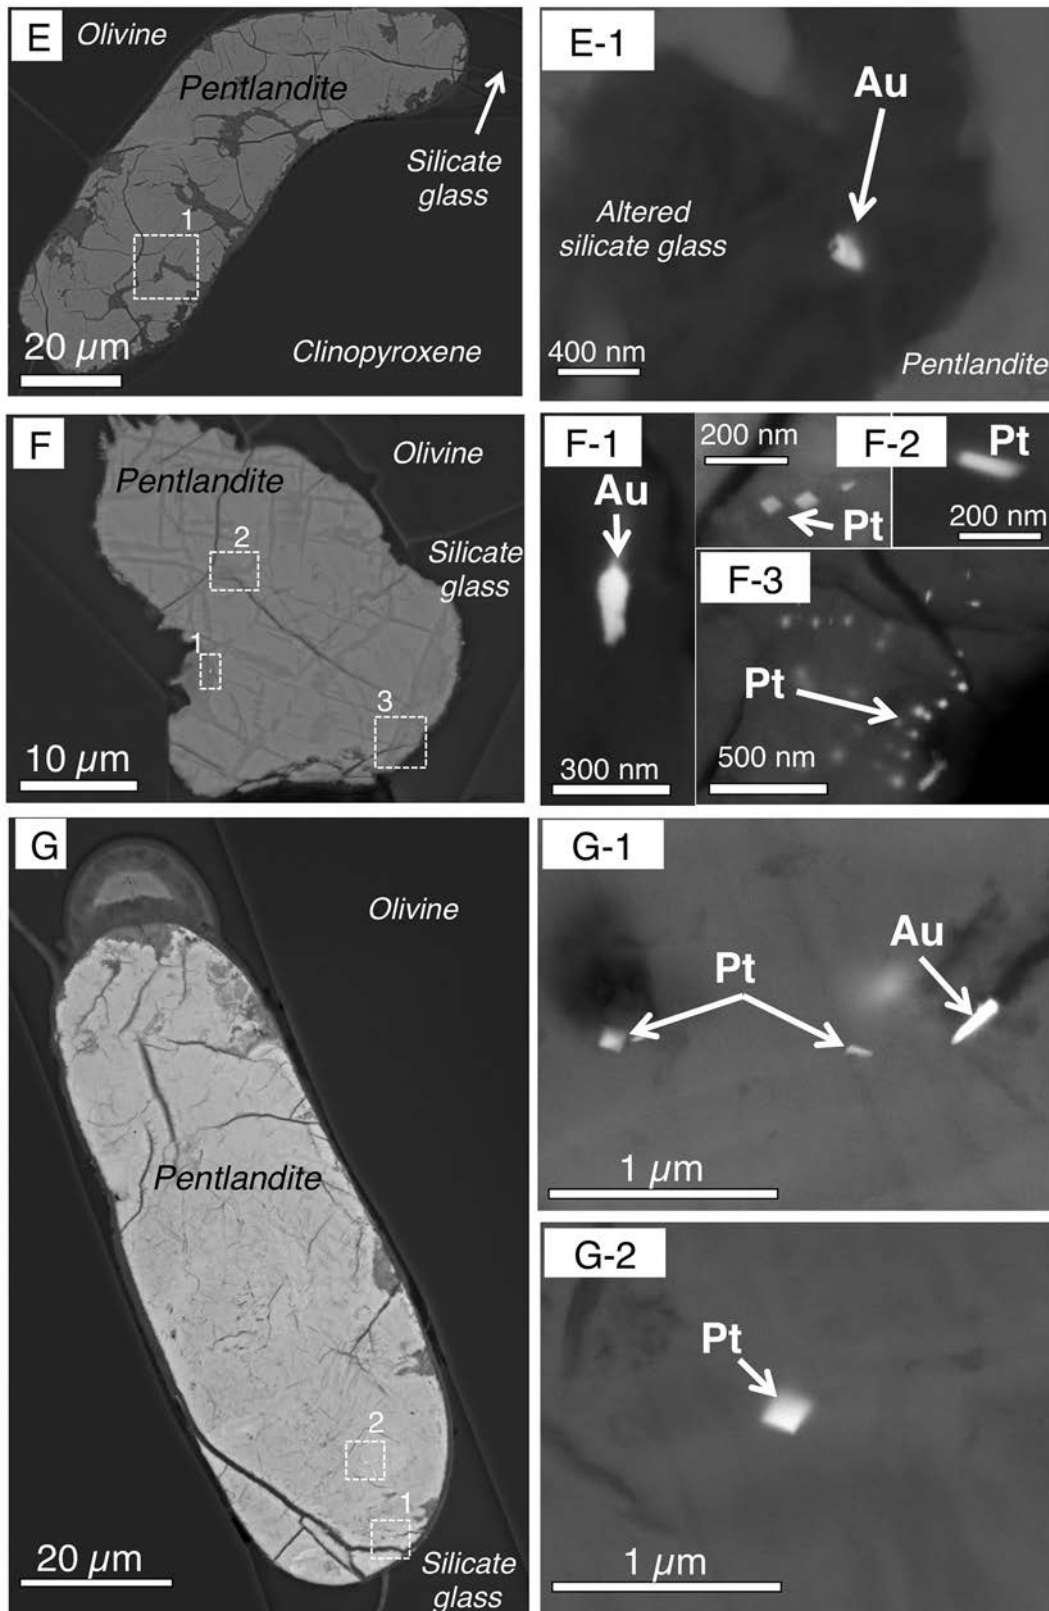 E
Olivine
Pentlandite
Silicate
glass
1
20 µm
Clinopyroxene
E-1
Au
Altered
silicate glass
400 nm
Pentlandite
F
Olivine
Pentlandite
2
Silicate
glass
1
3
10 µm
F-1
Au
300 nm
200 nm
F-2
Pt
Pt
200 nm
F-3
Pt
500 nm
G
Olivine
Pentlandite
2
1
20 µm
Silicate
glass
G-1
Pt
Au
1 µm
G-2
Pt
1 µm